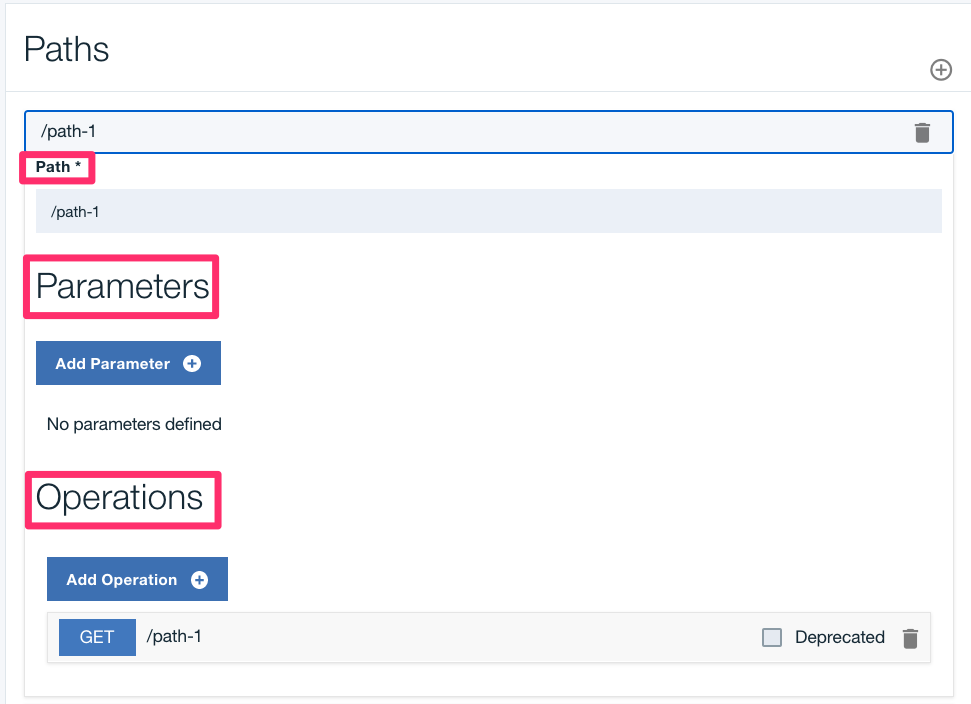 Paths
/path-1
Path *
/path-1
Parameters
Add Parameter
No parameters defined
Operations
Add Operation
GET /path-1 Deprecated